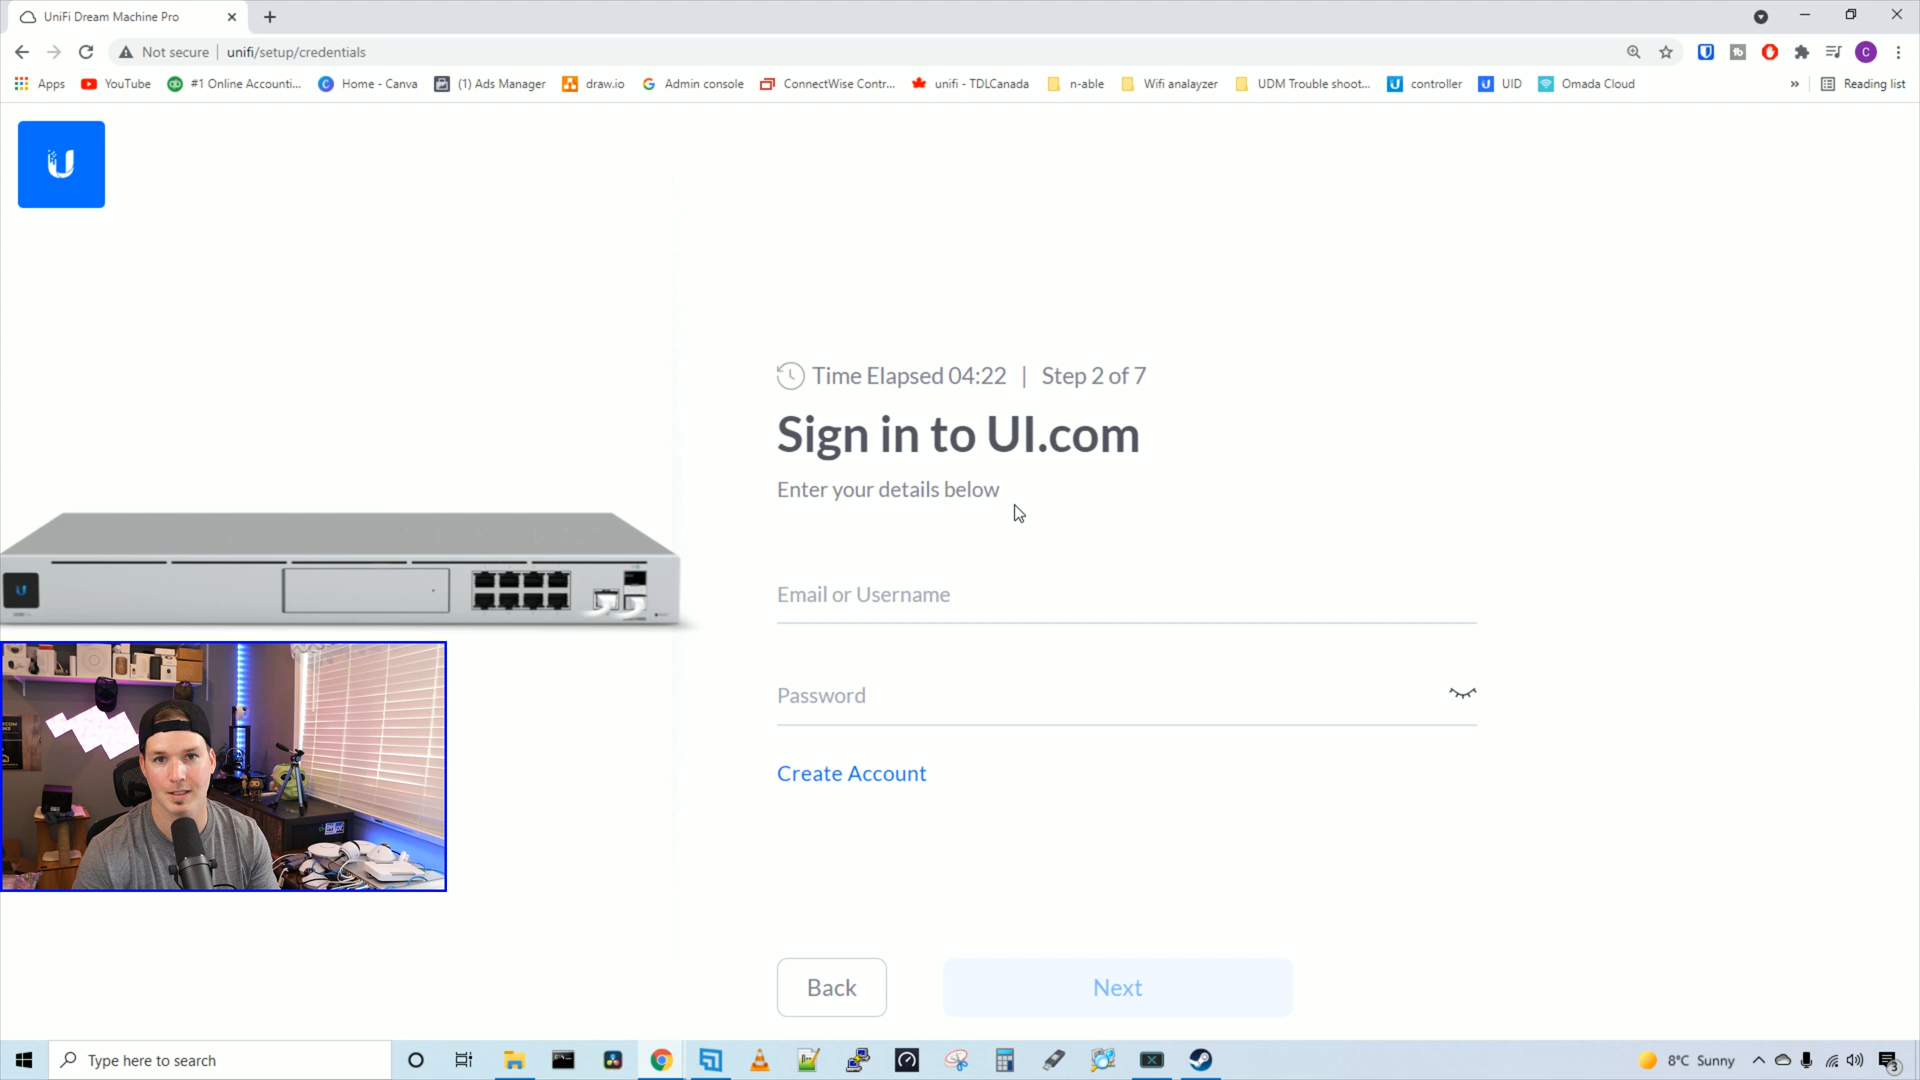 UniFi Dream Machine Pro
Not secure
unifi/setup/credentials
Apps
YouTube
#1 Online Accounti...
Home - Canva
(1) Ads Manager
draw.io
Admin console
ConnectWise Contr...
unifi - TDLCanada
n-able
Wifi analayzer
UDM Trouble shoot...
controller
UID
Omada Cloud
»
Reading list
Time Elapsed 04:22 | Step 2 of 7
Sign in to UI.com
Enter your details below
Email or Username
Password
Create Account
Back
Next
Type here to search
8°C Sunny
3